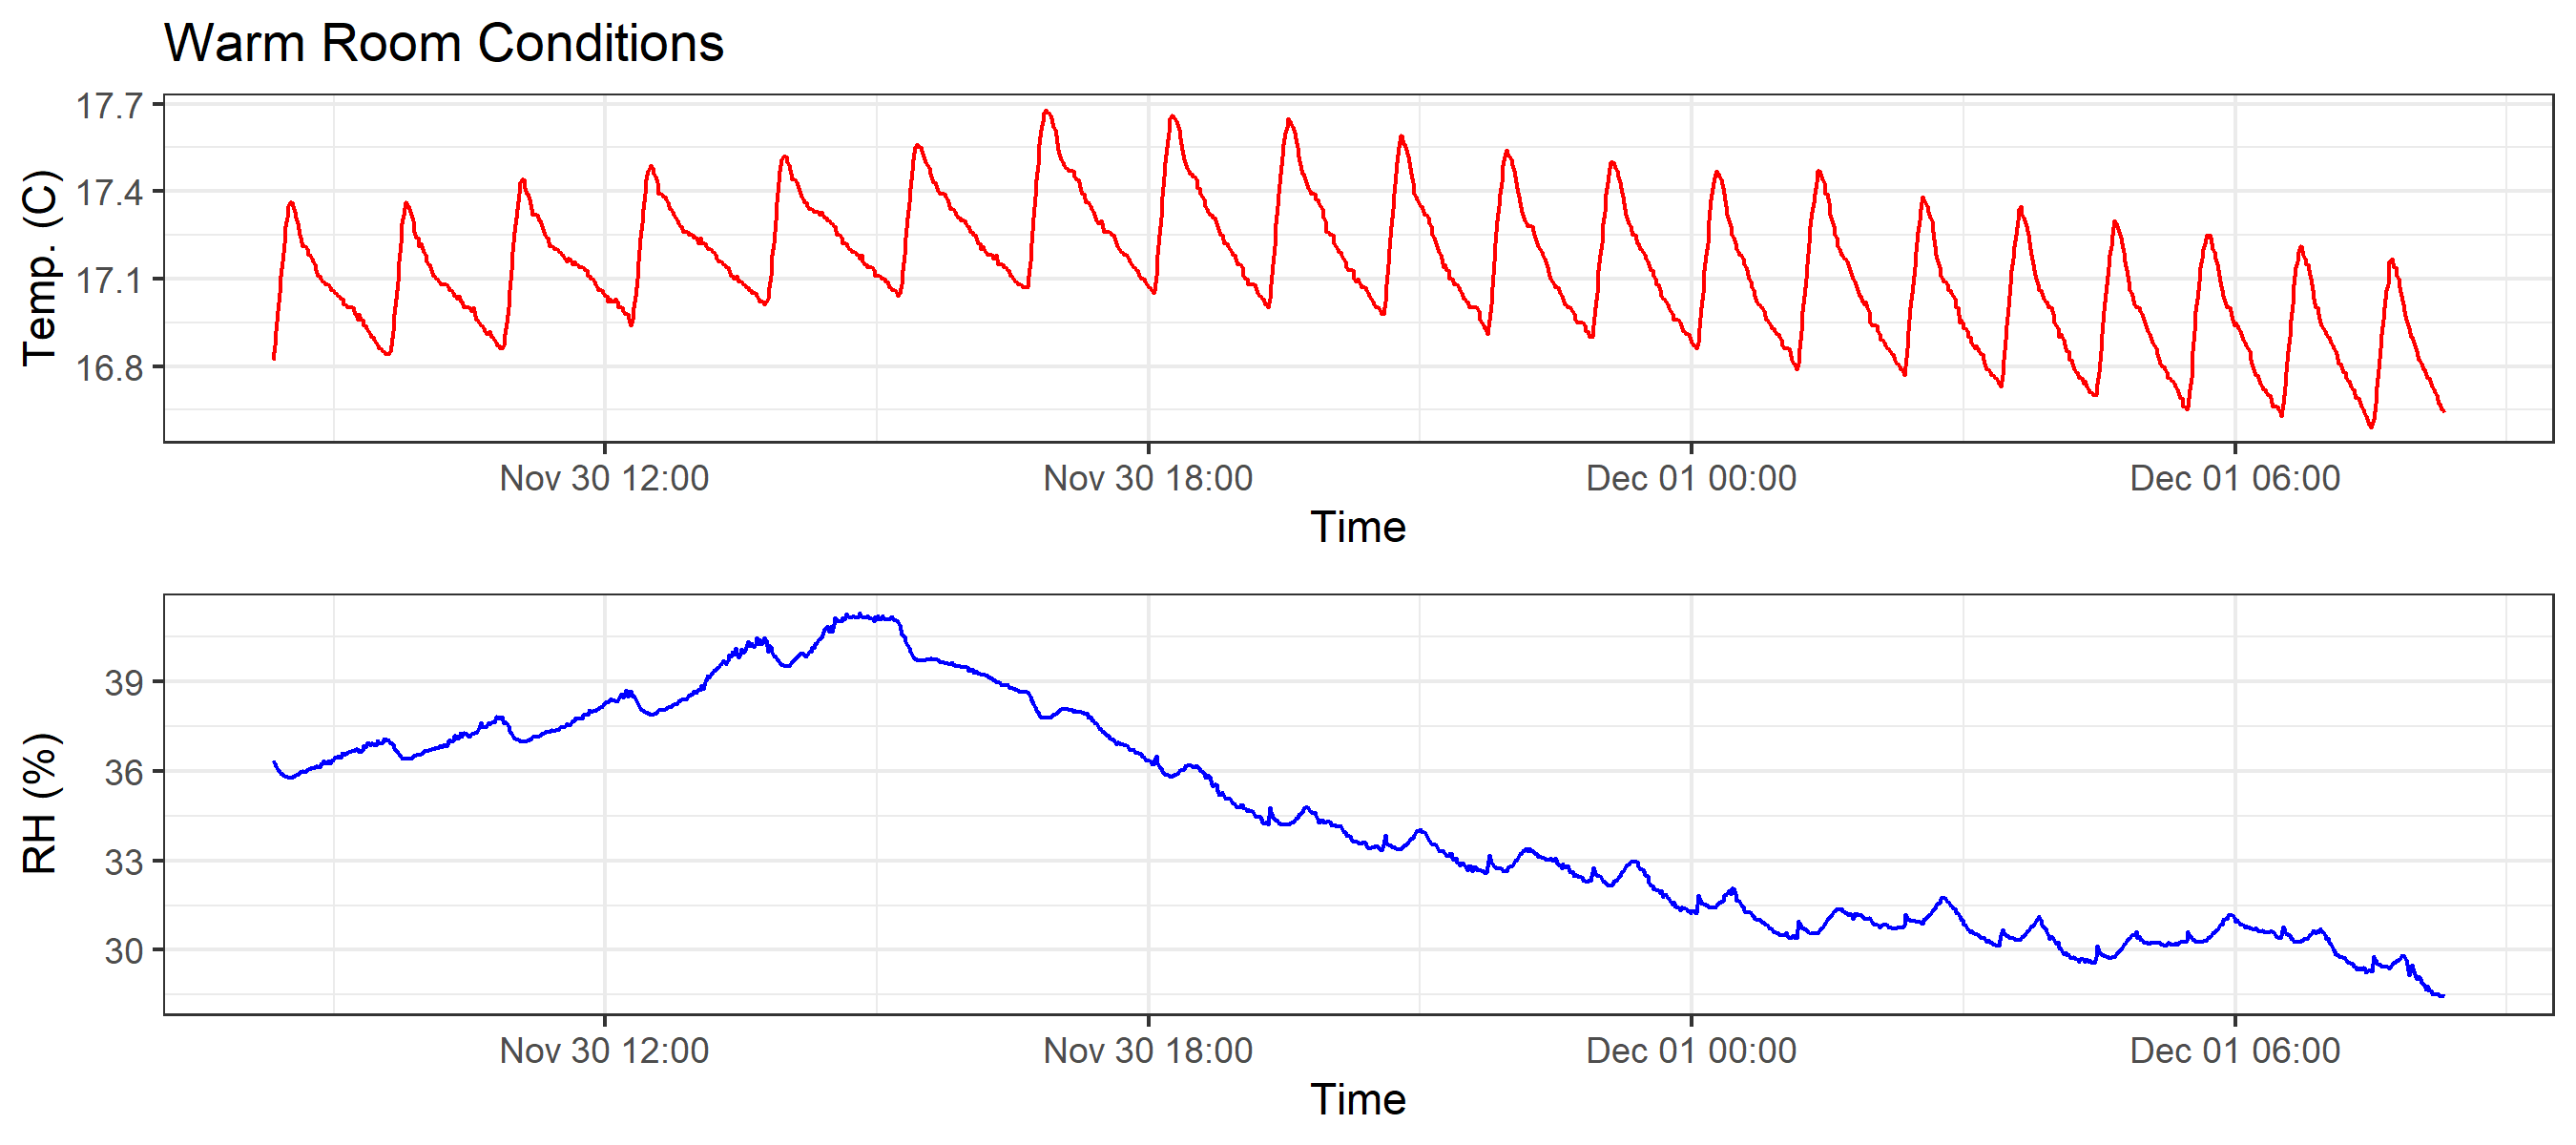 Warm Room Conditions
17.7
17.4
17.1
16.8
Temp. (C)
Nov 30 12:00 Nov 30 18:00 Dec 01 00:00 Dec 01 06:00
Time
39
36
33
30
RH (%)
Nov 30 12:00 Nov 30 18:00 Dec 01 00:00 Dec 01 06:00
Time